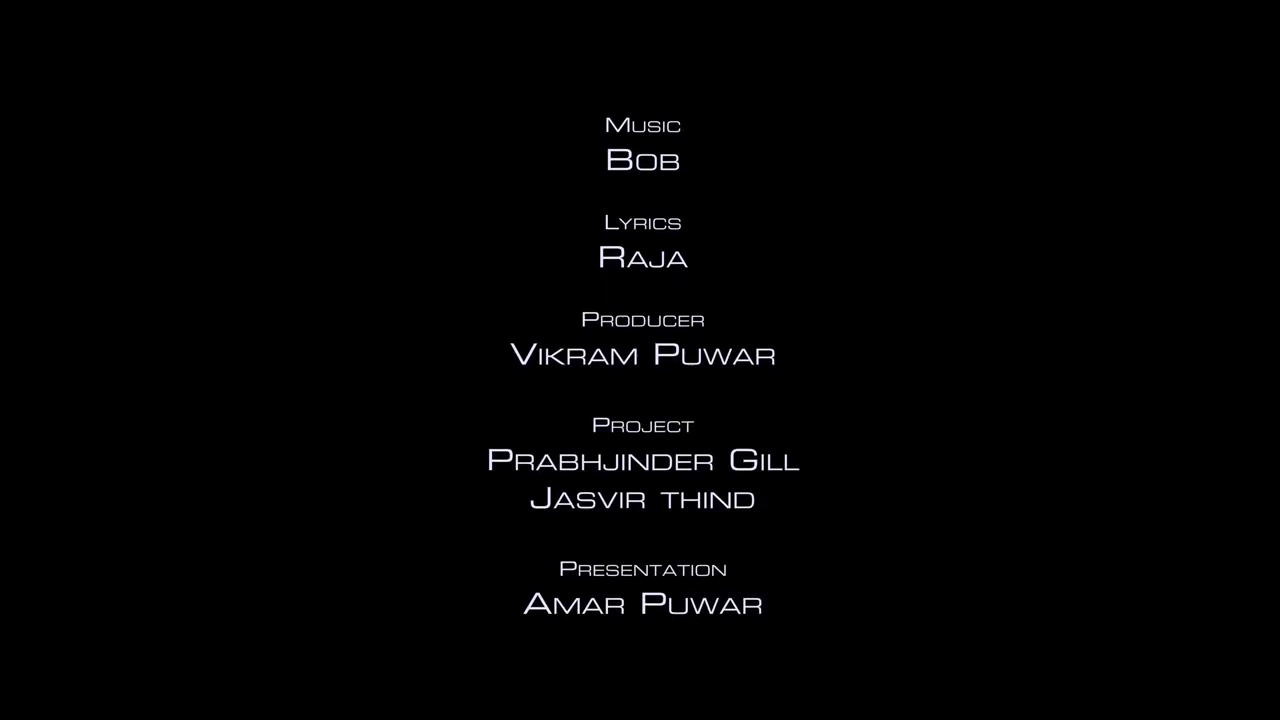 Music
Bob
Lyrics
Raja
Producer
Vikram Puwar
Project
Prabhjinder Gill
Jasvir thind
Presentation
Amar Puwar